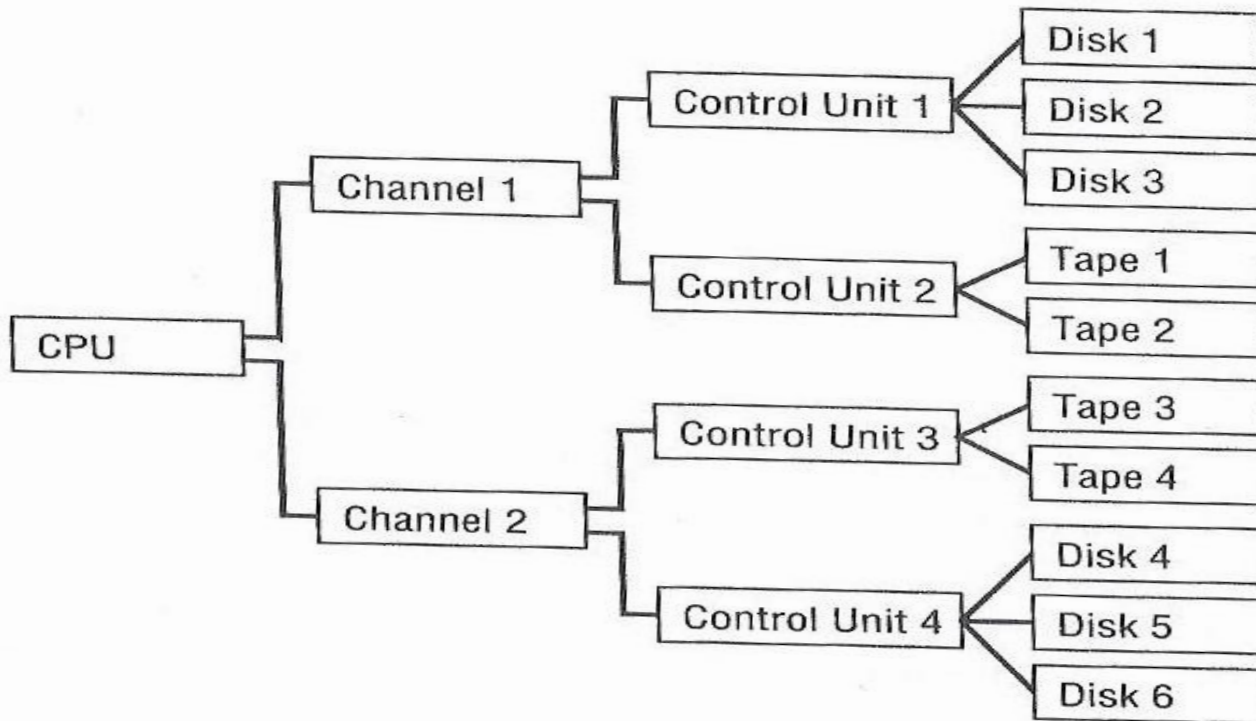 CPU
Channel 1
Channel 2
Control Unit 1
Control Unit 2
Control Unit 3
Control Unit 4
Disk 1
Disk 2
Disk 3
Tape 1
Tape 2
Tape 3
Tape 4
Disk 4
Disk 5
Disk 6